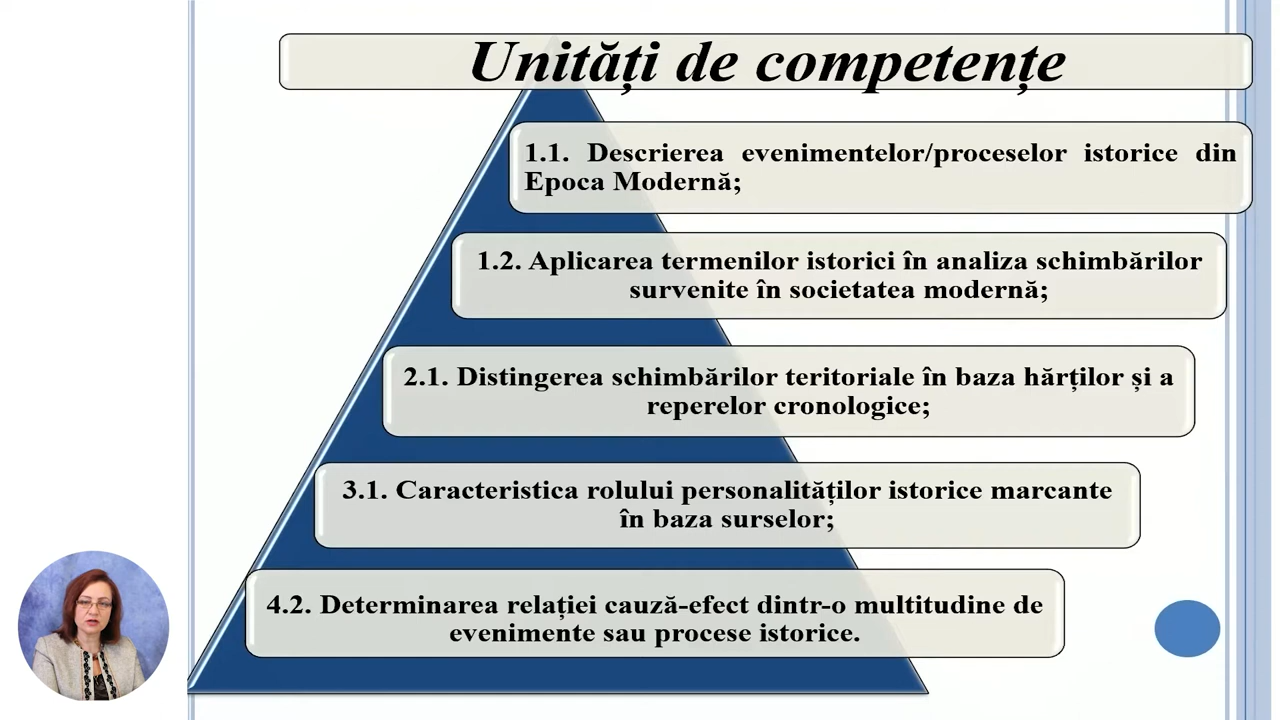 Unități de competențe
1.1. Descrierea evenimentelor/proceselor istorice din
Epoca Modernă;
1.2. Aplicarea termenilor istorici în analiza schimbărilor
survenite în societatea modernă;
2.1. Distingerea schimbărilor teritoriale în baza hărților și a
reperelor cronologice;
3.1. Caracteristica rolului personalităților istorice marcante
în baza surselor;
4.2. Determinarea relației cauză-efect dintr-o multitudine de
evenimente sau procese istorice.